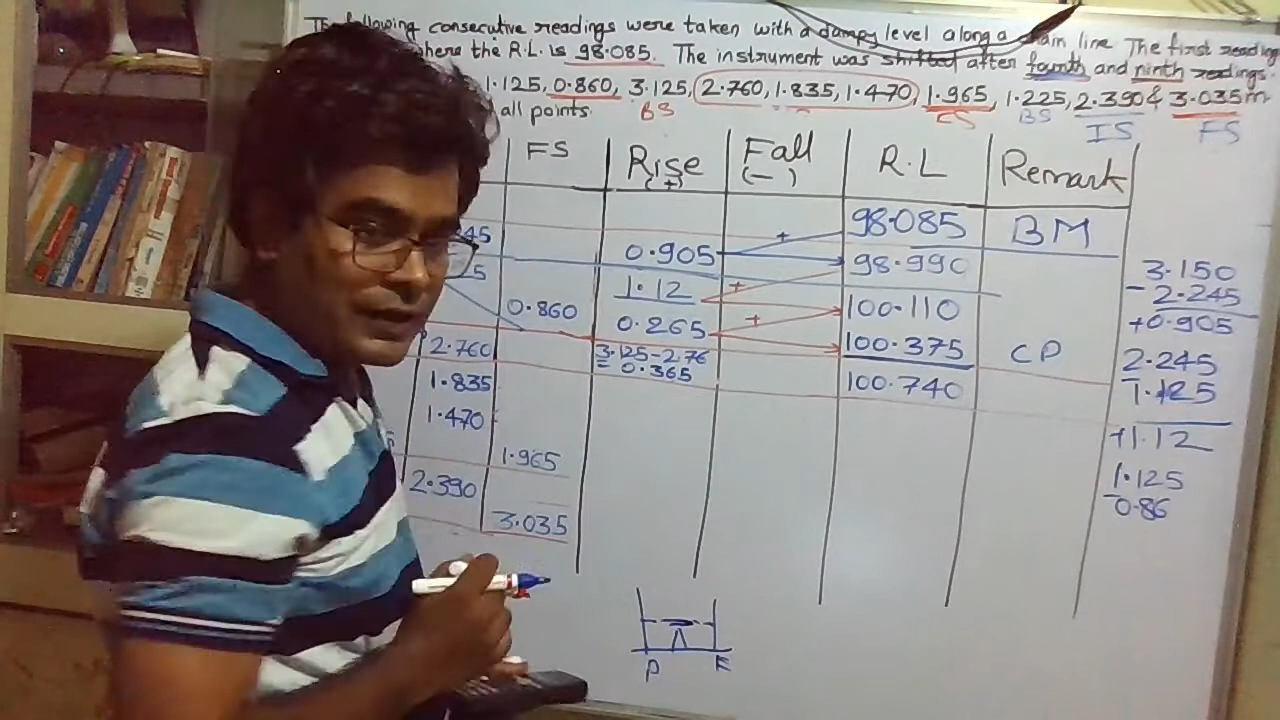 The following consecutive readings were taken with a dumpy level along a chain line The first reading
where the R.L. is 98.085. The instrument was shifted after fourth and ninth readings.
1.125, 0.860, 3.125, 2.760, 1.835, 1.470, 1.965, 1.225, 2.390 & 3.035m.
all points. BS FS BS IS FS
FS Rise Fall R.L Remark
(+) (-)
98.085 BM
0.905 98.990
1.12 100.110
0.860 0.265 100.375 CP
2.760 3.125-2.76
= 0.365 100.740
1.835
1.470
1.965
2.390
3.035
3.150
- 2.245
+0.905
2.245
- 1.125
+1.12
1.125
- 0.86
P